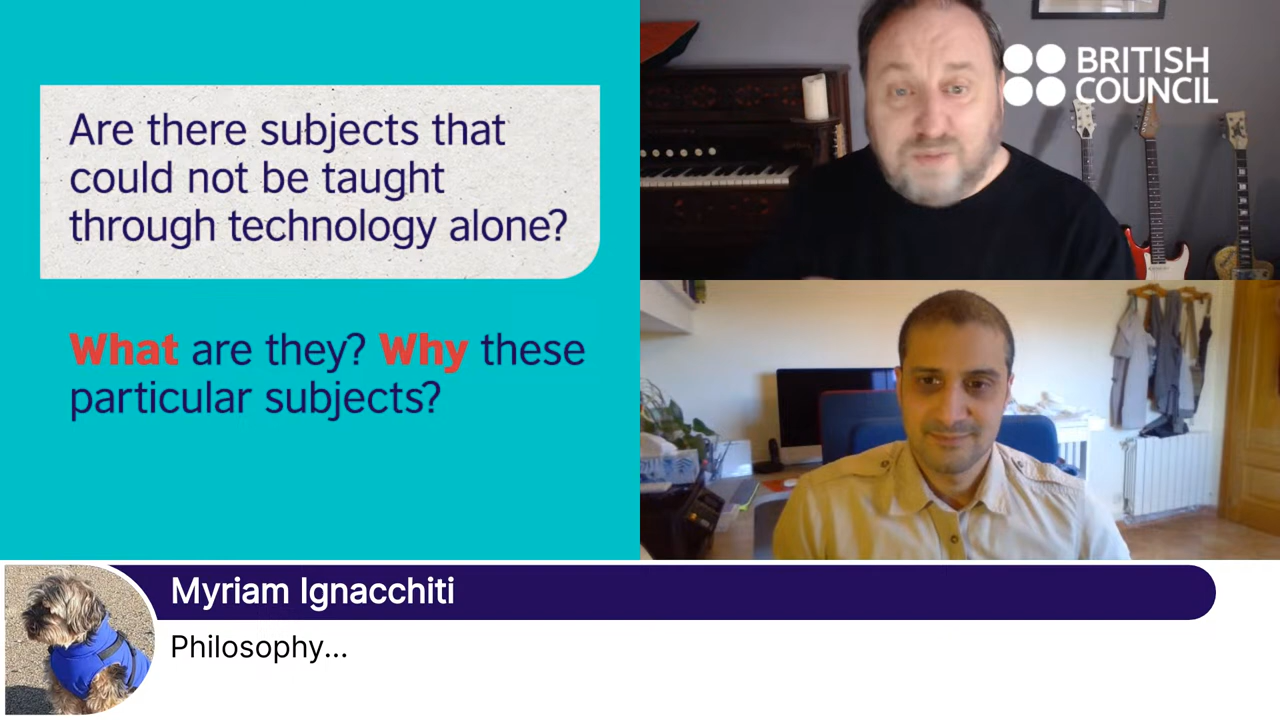 Are there subjects that
could not be taught
through technology alone?
What are they? Why these
particular subjects?
BRITISH
COUNCIL
Myriam Ignacchiti
Philosophy...